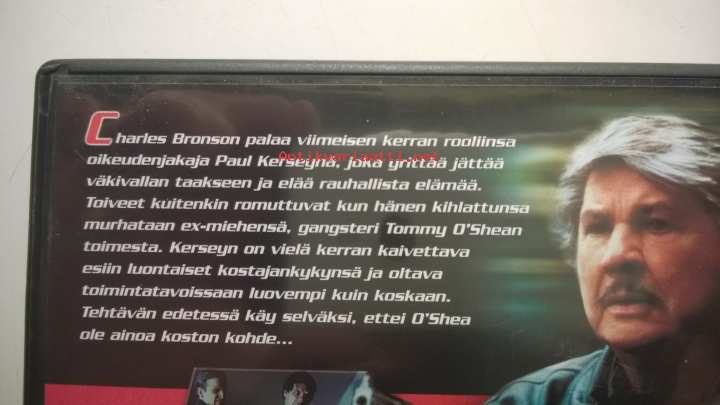 Charles Bronson palaa viimeisen kerran rooliinsa
oikeudenjakaja Paul Kerseynä, joka yrittää jättää
väkivallan taakseen ja elää rauhallista elämää.
Toiveet kuitenkin romuttuvat kun hänen kihlattunsa
murhataan ex-miehensä, gangsteri Tommy O'Shean
toimesta. Kerseyn on vielä kerran kaivettava
esiin luontaiset kostajankykynsä ja oltava
toimintatavoissaan luovempi kuin koskaan.
Tehtävän edetessä käy selväksi, ettei O'Shea
ole ainoa koston kohde...